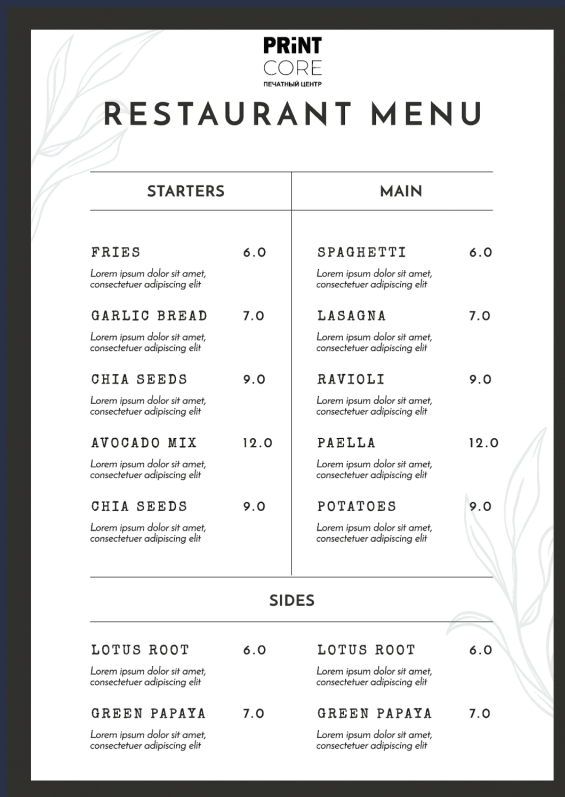 PRiNT
CORE
ПЕЧАТНЫЙ ЦЕНТР
RESTAURANT MENU
STARTERS
FRIES 6.0
Lorem ipsum dolor sit amet,
consectetuer adipiscing elit
GARLIC BREAD 7.0
Lorem ipsum dolor sit amet,
consectetuer adipiscing elit
CHIA SEEDS 9.0
Lorem ipsum dolor sit amet,
consectetuer adipiscing elit
AVOCADO MIX 12.0
Lorem ipsum dolor sit amet,
consectetuer adipiscing elit
CHIA SEEDS 9.0
Lorem ipsum dolor sit amet,
consectetuer adipiscing elit
MAIN
SPAGHETTI 6.0
Lorem ipsum dolor sit amet,
consectetuer adipiscing elit
LASAGNA 7.0
Lorem ipsum dolor sit amet,
consectetuer adipiscing elit
RAVIOLI 9.0
Lorem ipsum dolor sit amet,
consectetuer adipiscing elit
PAELLA 12.0
Lorem ipsum dolor sit amet,
consectetuer adipiscing elit
POTATOES 9.0
Lorem ipsum dolor sit amet,
consectetuer adipiscing elit
SIDES
LOTUS ROOT 6.0
Lorem ipsum dolor sit amet,
consectetuer adipiscing elit
GREEN PAPAYA 7.0
Lorem ipsum dolor sit amet,
consectetuer adipiscing elit
LOTUS ROOT 6.0
Lorem ipsum dolor sit amet,
consectetuer adipiscing elit
GREEN PAPAYA 7.0
Lorem ipsum dolor sit amet,
consectetuer adipiscing elit